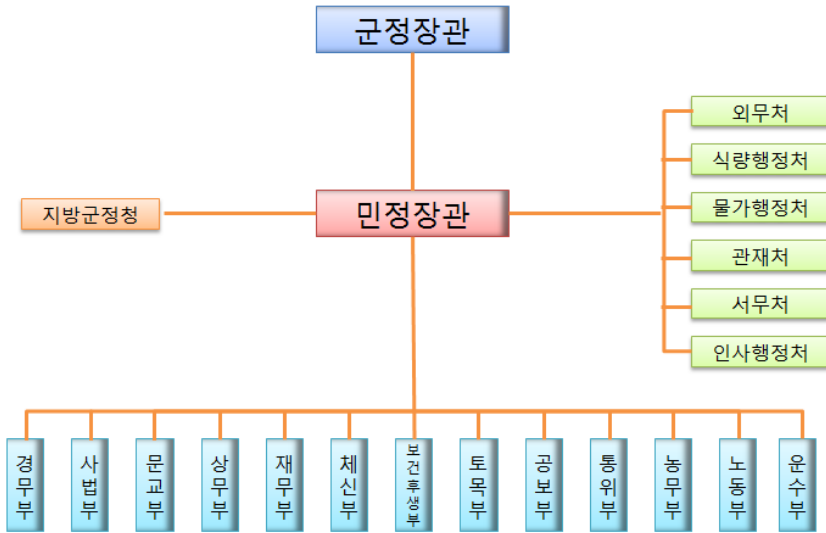 군정장관
외무처
식량행정처
지방군정청
민정장관
물가행정처
관재처
서무처
인사행정처
경무부
사법부
문교부
상무부
재무부
체신부
보건후생부
토목부
공보부
통위부
농무부
노동부
운수부